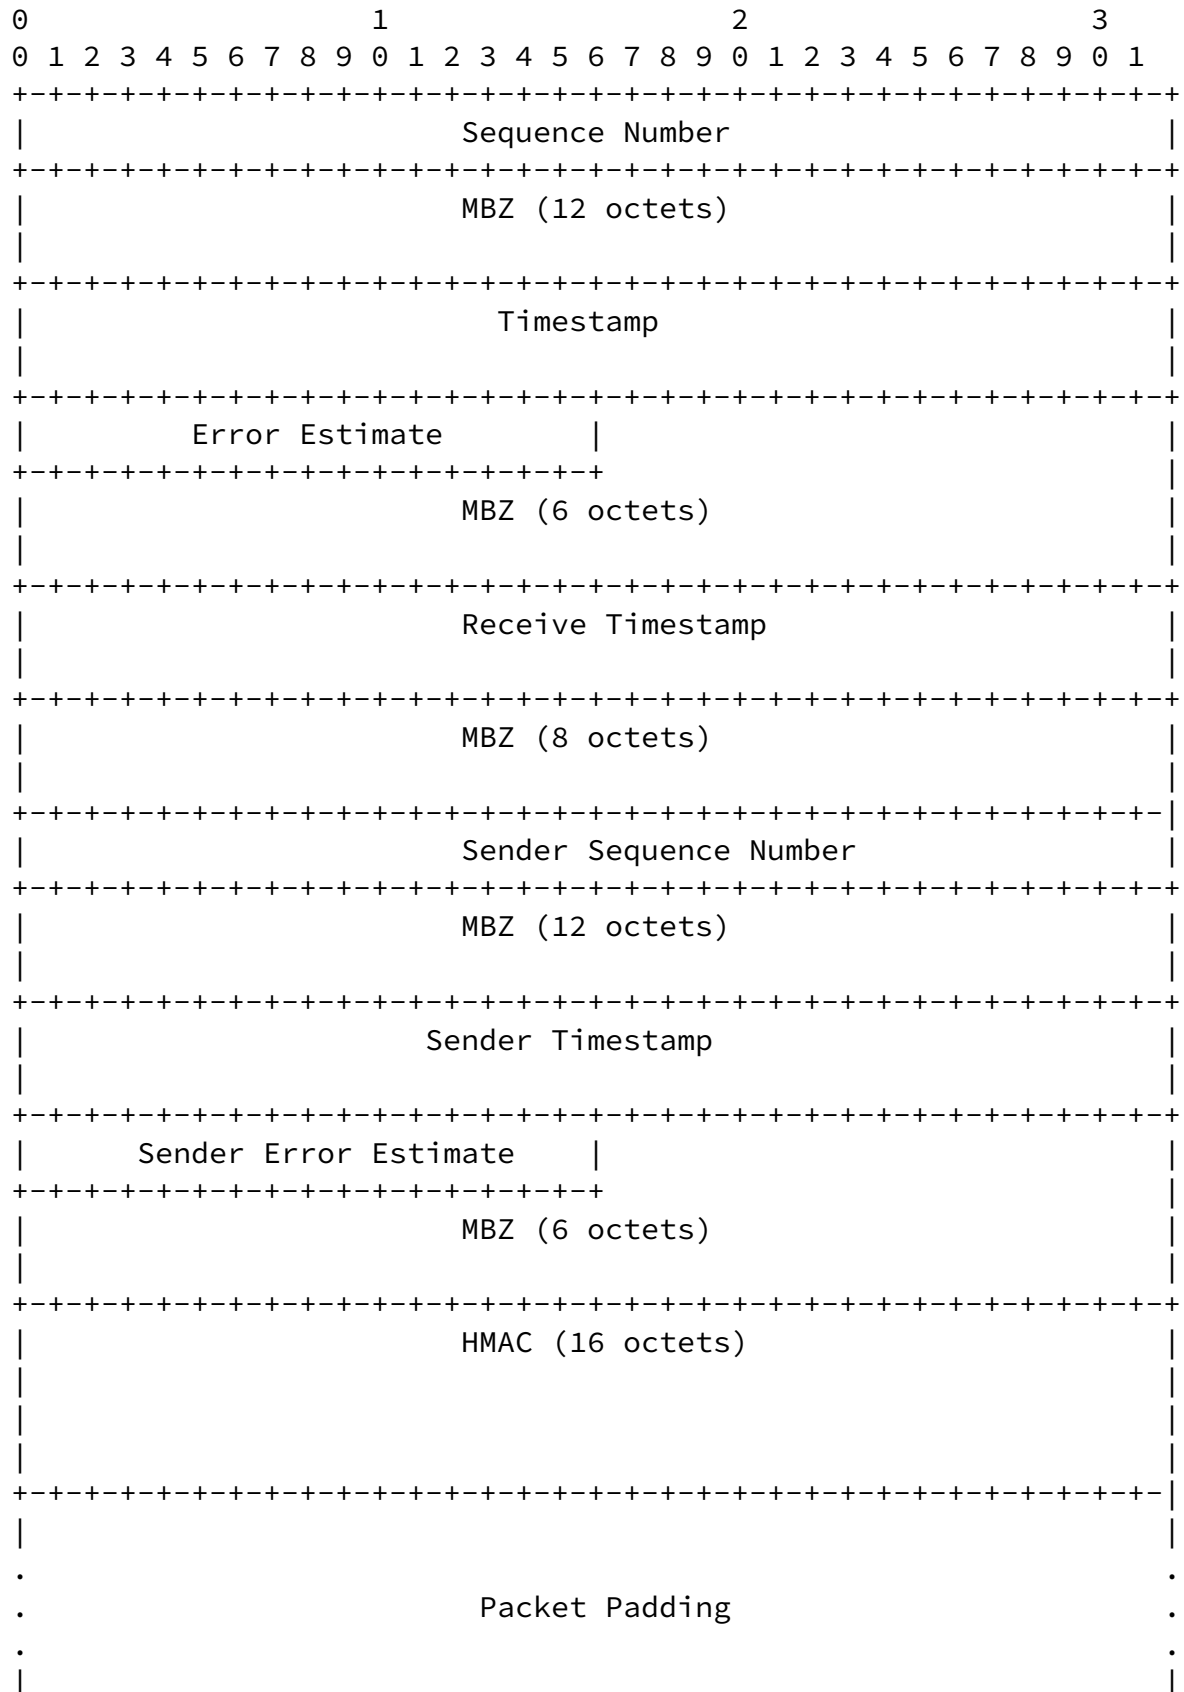 0                   1                   2                   3
0 1 2 3 4 5 6 7 8 9 0 1 2 3 4 5 6 7 8 9 0 1 2 3 4 5 6 7 8 9 0 1
+-+-+-+-+-+-+-+-+-+-+-+-+-+-+-+-+-+-+-+-+-+-+-+-+-+-+-+-+-+-+-+-+
|                        Sequence Number                        |
+-+-+-+-+-+-+-+-+-+-+-+-+-+-+-+-+-+-+-+-+-+-+-+-+-+-+-+-+-+-+-+-+
|                        MBZ (12 octets)                        |
|                                                               |
+-+-+-+-+-+-+-+-+-+-+-+-+-+-+-+-+-+-+-+-+-+-+-+-+-+-+-+-+-+-+-+-+
|                          Timestamp                            |
|                                                               |
+-+-+-+-+-+-+-+-+-+-+-+-+-+-+-+-+-+-+-+-+-+-+-+-+-+-+-+-+-+-+-+-+
|         Error Estimate        |                               |
+-+-+-+-+-+-+-+-+-+-+-+-+-+-+-+-+                               |
|                        MBZ (6 octets)                         |
|                                                               |
+-+-+-+-+-+-+-+-+-+-+-+-+-+-+-+-+-+-+-+-+-+-+-+-+-+-+-+-+-+-+-+-+
|                        Receive Timestamp                      |
|                                                               |
+-+-+-+-+-+-+-+-+-+-+-+-+-+-+-+-+-+-+-+-+-+-+-+-+-+-+-+-+-+-+-+-+
|                        MBZ (8 octets)                         |
|                                                               |
+-+-+-+-+-+-+-+-+-+-+-+-+-+-+-+-+-+-+-+-+-+-+-+-+-+-+-+-+-+-+-+-|
|                        Sender Sequence Number                 |
+-+-+-+-+-+-+-+-+-+-+-+-+-+-+-+-+-+-+-+-+-+-+-+-+-+-+-+-+-+-+-+-+
|                        MBZ (12 octets)                        |
|                                                               |
+-+-+-+-+-+-+-+-+-+-+-+-+-+-+-+-+-+-+-+-+-+-+-+-+-+-+-+-+-+-+-+-+
|                      Sender Timestamp                         |
|                                                               |
+-+-+-+-+-+-+-+-+-+-+-+-+-+-+-+-+-+-+-+-+-+-+-+-+-+-+-+-+-+-+-+-+
|      Sender Error Estimate    |                               |
+-+-+-+-+-+-+-+-+-+-+-+-+-+-+-+-+                               |
|                        MBZ (6 octets)                         |
|                                                               |
+-+-+-+-+-+-+-+-+-+-+-+-+-+-+-+-+-+-+-+-+-+-+-+-+-+-+-+-+-+-+-+-+
|                        HMAC (16 octets)                       |
|                                                               |
|                                                               |
|                                                               |
+-+-+-+-+-+-+-+-+-+-+-+-+-+-+-+-+-+-+-+-+-+-+-+-+-+-+-+-+-+-+-+-|
|                                                               |
.                                                               .
.                         Packet Padding                        .
.                                                               .
|                                                               |